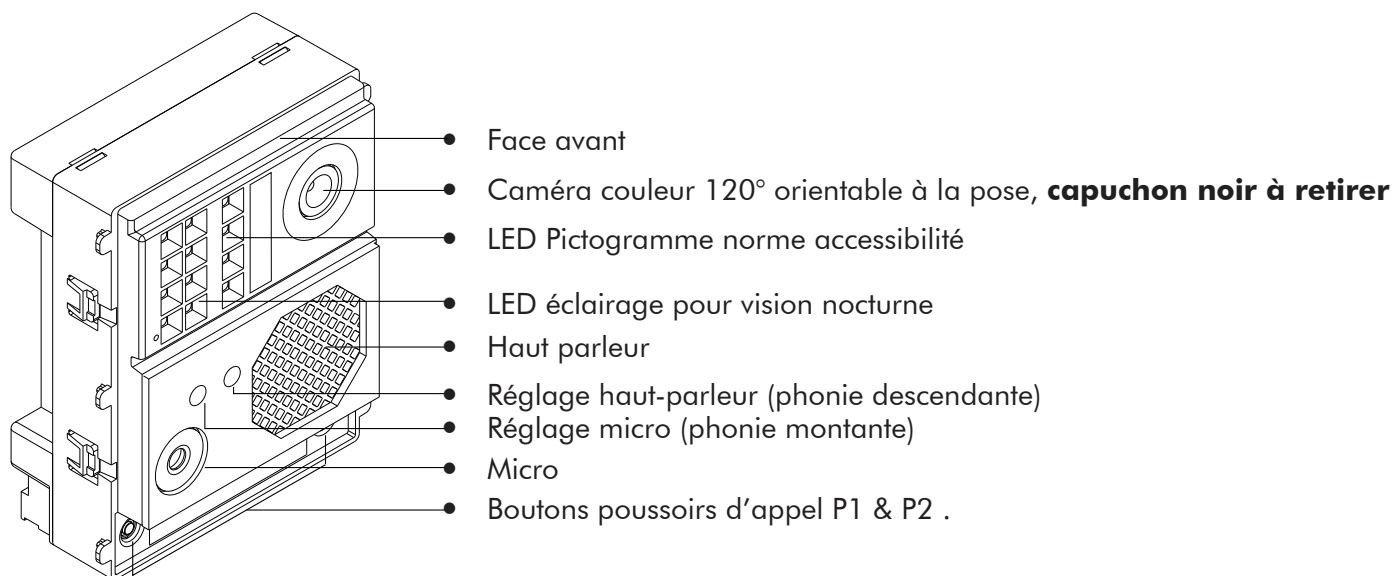 Face avant
Caméra couleur 120° orientable à la pose, capuchon noir à retirer
LED Pictogramme norme accessibilité
LED éclairage pour vision nocturne
Haut parleur
Réglage haut-parleur (phonie descendante)
Réglage micro (phonie montante)
Micro
Boutons poussoirs d'appel P1 & P2 .